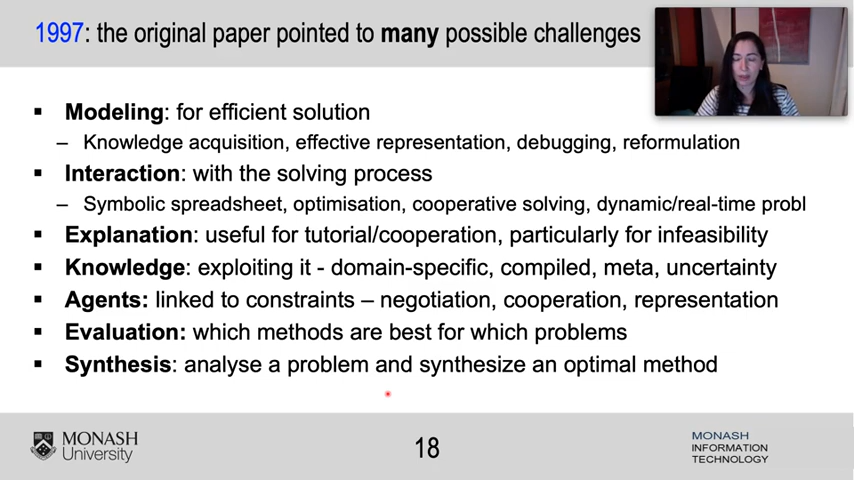 1997: the original paper pointed to many possible challenges
▪ Modeling: for efficient solution
– Knowledge acquisition, effective representation, debugging, reformulation
▪ Interaction: with the solving process
– Symbolic spreadsheet, optimisation, cooperative solving, dynamic/real-time probl
▪ Explanation: useful for tutorial/cooperation, particularly for infeasibility
▪ Knowledge: exploiting it - domain-specific, compiled, meta, uncertainty
▪ Agents: linked to constraints – negotiation, cooperation, representation
▪ Evaluation: which methods are best for which problems
▪ Synthesis: analyse a problem and synthesize an optimal method
MONASH
University
18
MONASH
INFORMATION
TECHNOLOGY